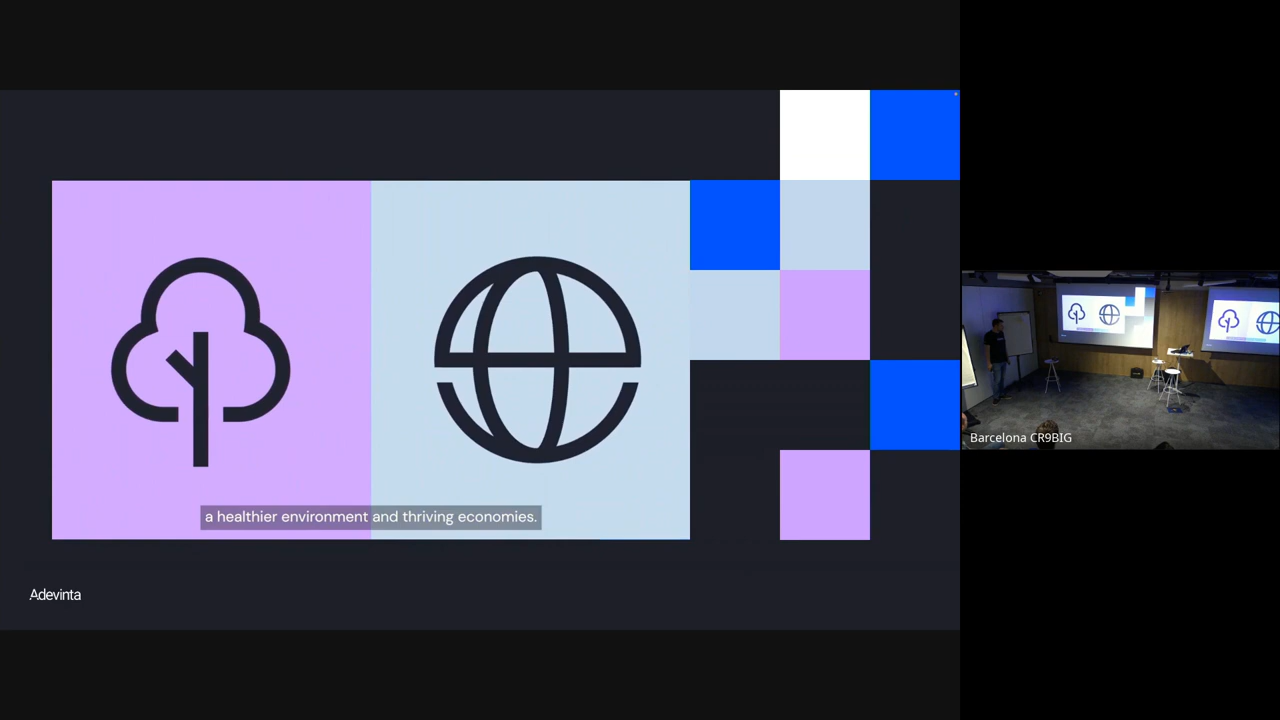 a healthier environment and thriving economies.
Adevinta
Barcelona CR9BIG